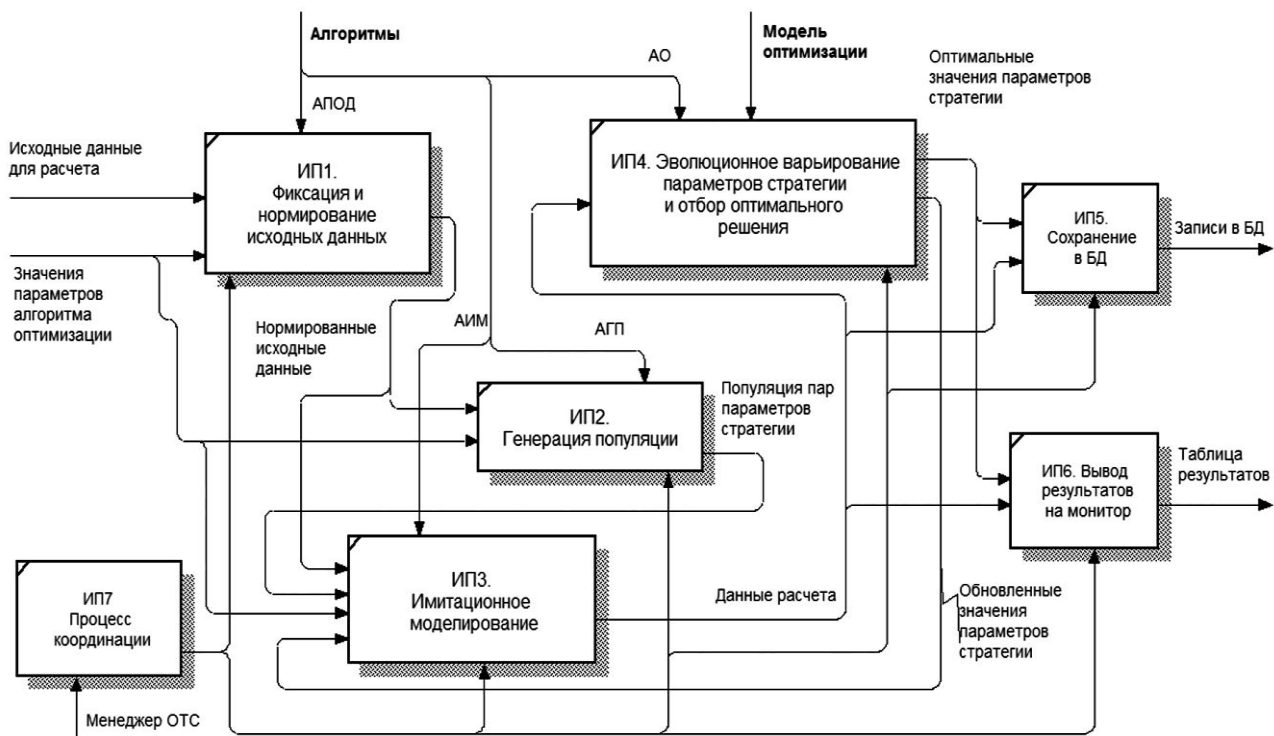 Алгоритмы
АО
Модель
оптимизации
Оптимальные
значения параметров
стратегии
АПОД
Исходные данные
для расчета
ИП1.
Фиксация и
нормирование
исходных данных
ИП4. Эволюционное варьирование
параметров стратегии
и отбор оптимального
решения
ИП5.
Сохранение
в БД
Записи в БД
Значения
параметров
алгоритма
оптимизации
Нормированные
исходные
данные
АИМ
АГП
ИП2.
Генерация популяции
Популяция пар
параметров
стратегии
ИП6. Вывод
результатов
на монитор
Таблица
результатов
ИП7
Процесс
координации
ИП3.
Имитационное
моделирование
Данные расчета
Обновленные
значения
параметров
стратегии
Менеджер ОТС